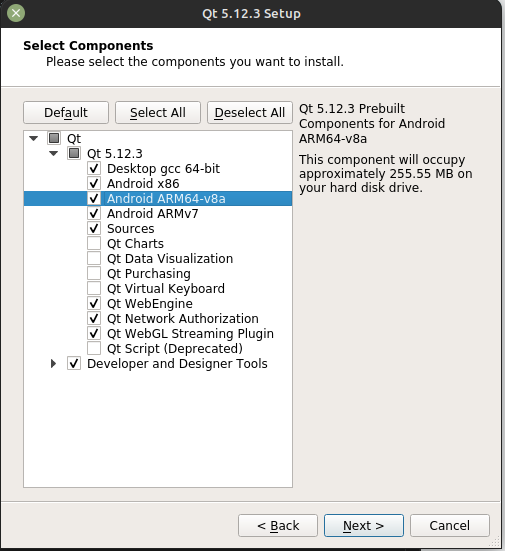 Qt 5.12.3 Setup
Select Components
Please select the components you want to install.
Default
Select All
Deselect All
Qt
Qt 5.12.3
Desktop gcc 64-bit
Android x86
Android ARM64-v8a
Android ARMv7
Sources
Qt Charts
Qt Data Visualization
Qt Purchasing
Qt Virtual Keyboard
Qt WebEngine
Qt Network Authorization
Qt WebGL Streaming Plugin
Qt Script (Deprecated)
Developer and Designer Tools
Qt 5.12.3 Prebuilt
Components for Android
ARM64-v8a
This component will occupy
approximately 255.55 MB on
your hard disk drive.
< Back
Next >
Cancel